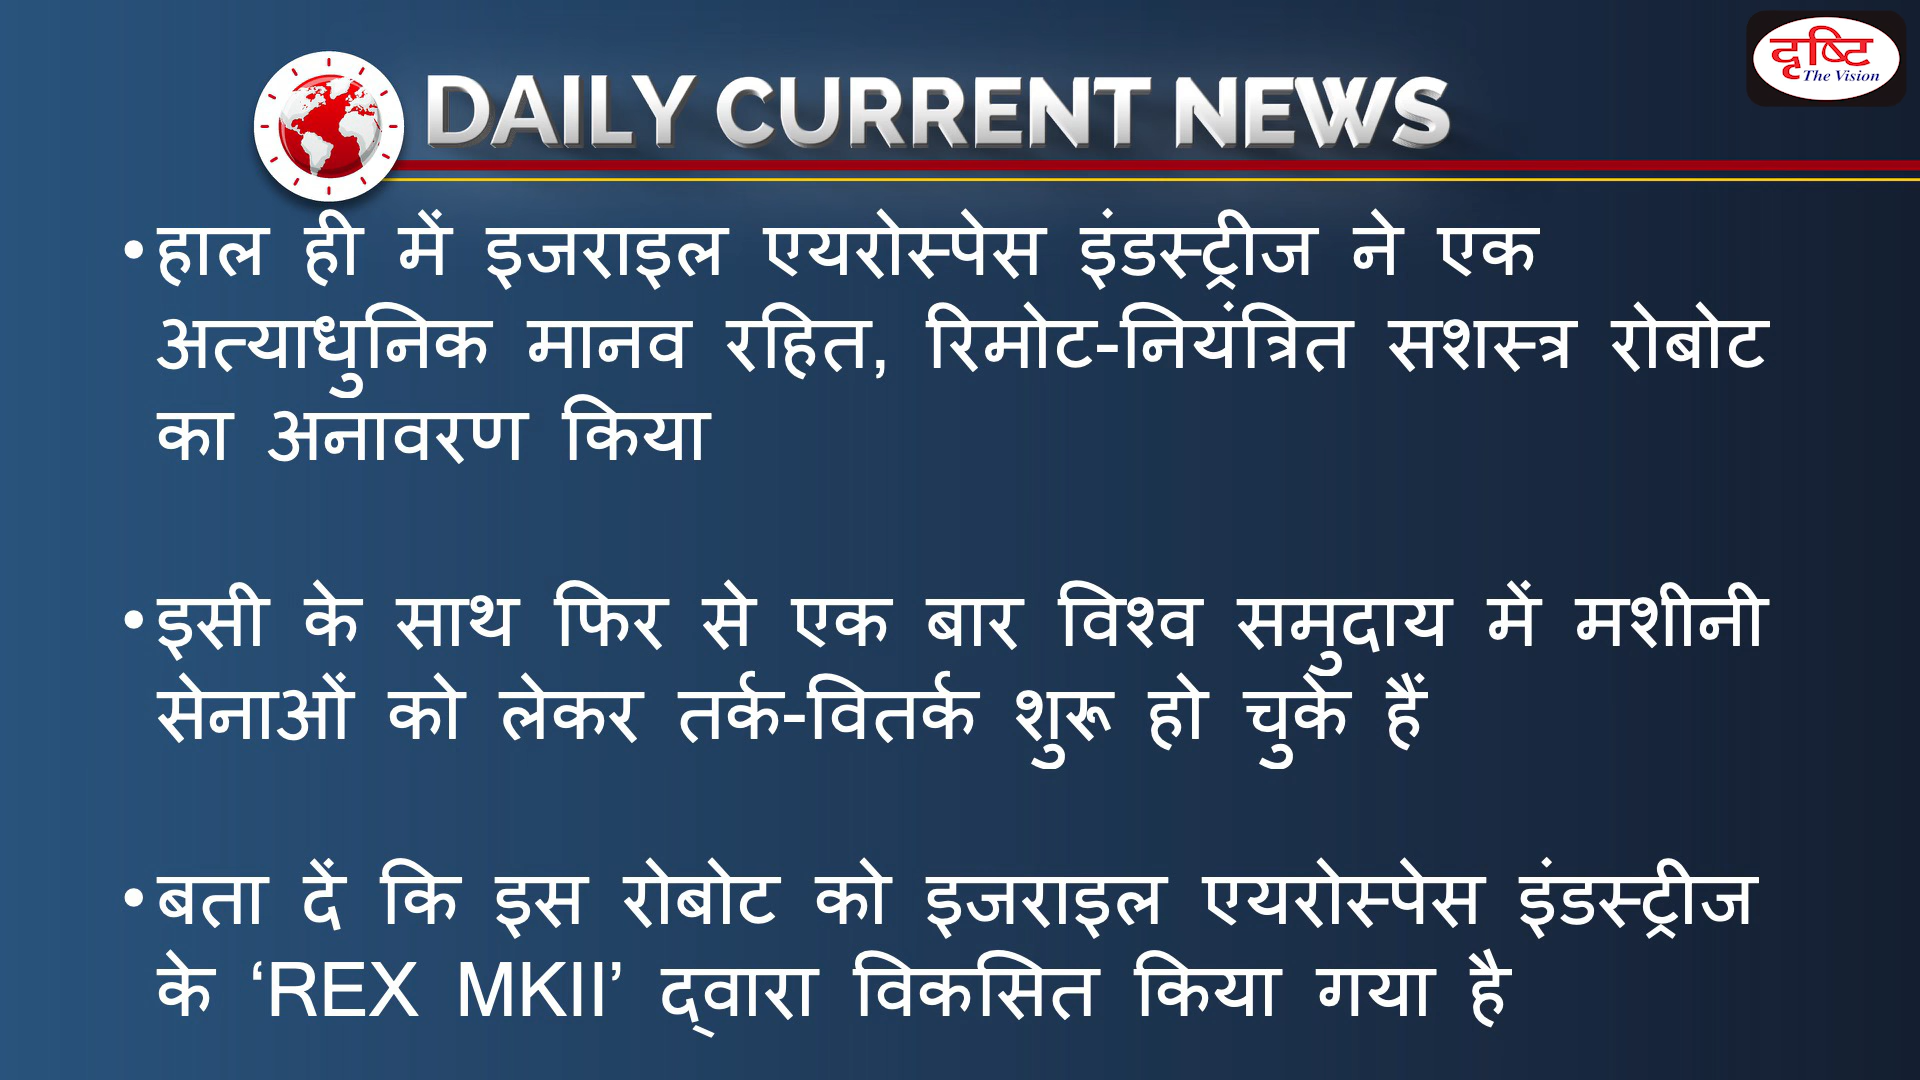 DAILY CURRENT NEWS
दृष्टि
The Vision
• हाल ही में इजराइल एयरोस्पेस इंडस्ट्रीज ने एक
अत्याधुनिक मानव रहित, रिमोट-नियंत्रित सशस्त्र रोबोट
का अनावरण किया
• इसी के साथ फिर से एक बार विश्व समुदाय में मशीनी
सेनाओं को लेकर तर्क-वितर्क शुरू हो चुके हैं
• बता दें कि इस रोबोट को इजराइल एयरोस्पेस इंडस्ट्रीज
के ‘REX MKII’ द्वारा विकसित किया गया है